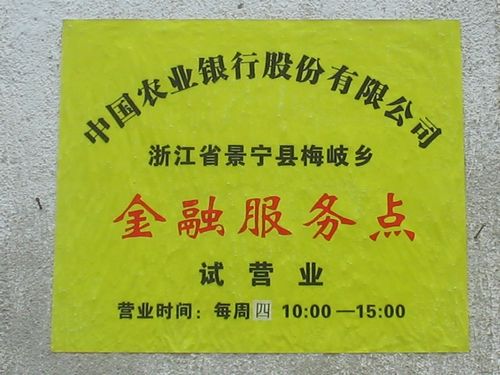 中国农业银行股份有限公司
浙江省景宁县梅岐乡
金融服务点
试营业
营业时间：每周四 10:00—15:00